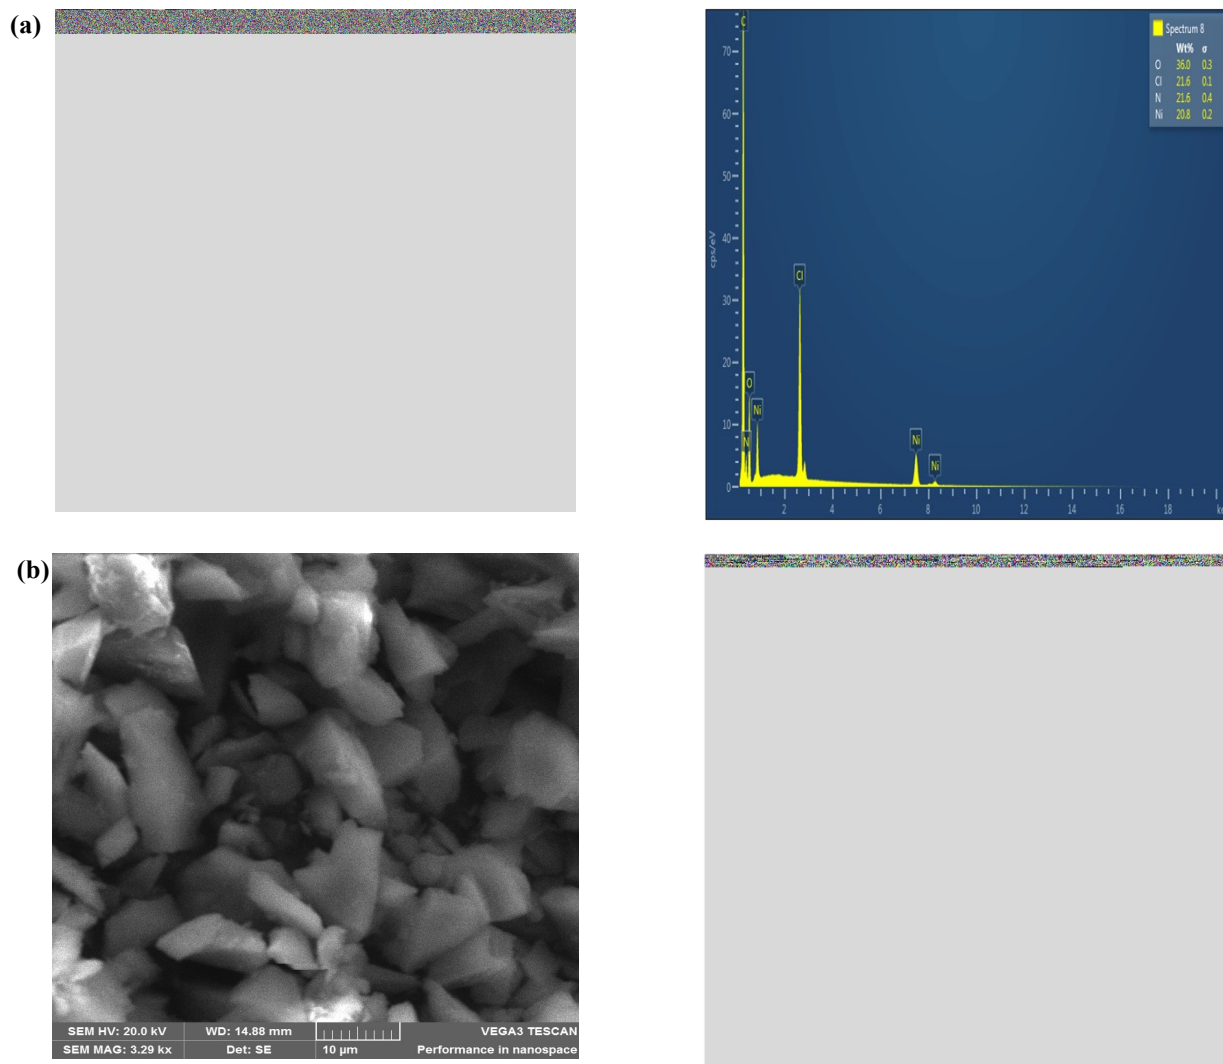 (a)
C
70
60
50
40
30
20
10
0
cps/eV
Spectrum 8
Wt% σ
O 36.0 0.3
Cl 21.6 0.1
N 21.6 0.4
Ni 20.8 0.2
Cl
O
Ni
N
Ni
Ni
2 4 6 8 10 12 14 16 18
(b)
SEM HV: 20.0 kV WD: 14.88 mm VEGA3 TESCAN
SEM MAG: 3.29 kx Det: SE 10 µm Performance in nanospace